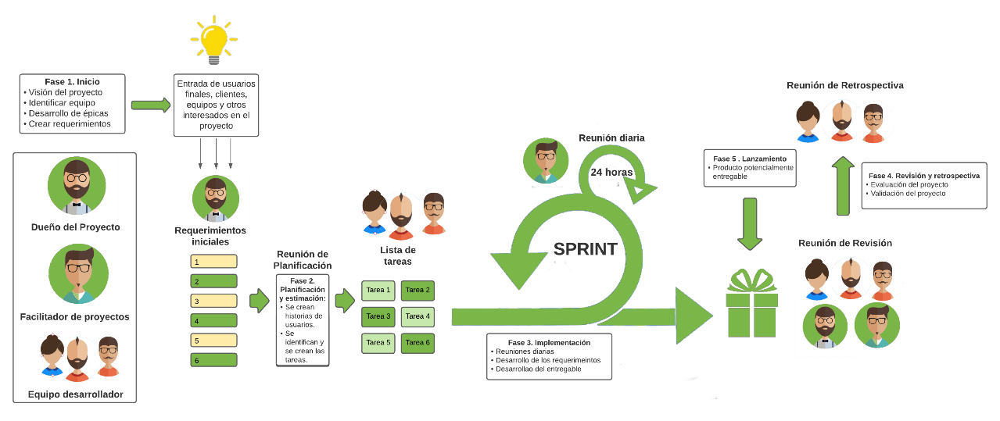 Fase 1. Inicio
• Visión del proyecto
• Identificar equipo
• Desarrollo de épicas
• Crear requerimientos
Entrada de usuarios
finales, clientes,
equipos y otros
interesados en el
proyecto
Dueño del Proyecto
Facilitador de proyectos
Equipo desarrollador
Requerimientos
iniciales
1
2
3
4
5
6
Reunión de
Planificación
Fase 2.
Planificación
y estimación:
• Se crean
historias de
usuarios.
• Se
identifican y
se crean las
tareas.
Lista de
tareas
Tarea 1
Tarea 2
Tarea 3
Tarea 4
Tarea 5
Tarea 6
Reunión diaria
24 horas
SPRINT
Fase 3. Implementación
• Reuniones diarias
• Desarrollo de los requerimeintos
• Desarrollao del entregable
Fase 5 . Lanzamiento
• Producto potencialmente
entregable
Reunión de Retrospectiva
Fase 4. Revisión y retrospectiva
• Evaluación del proyecto
• Validación del proyecto
Reunión de Revisión